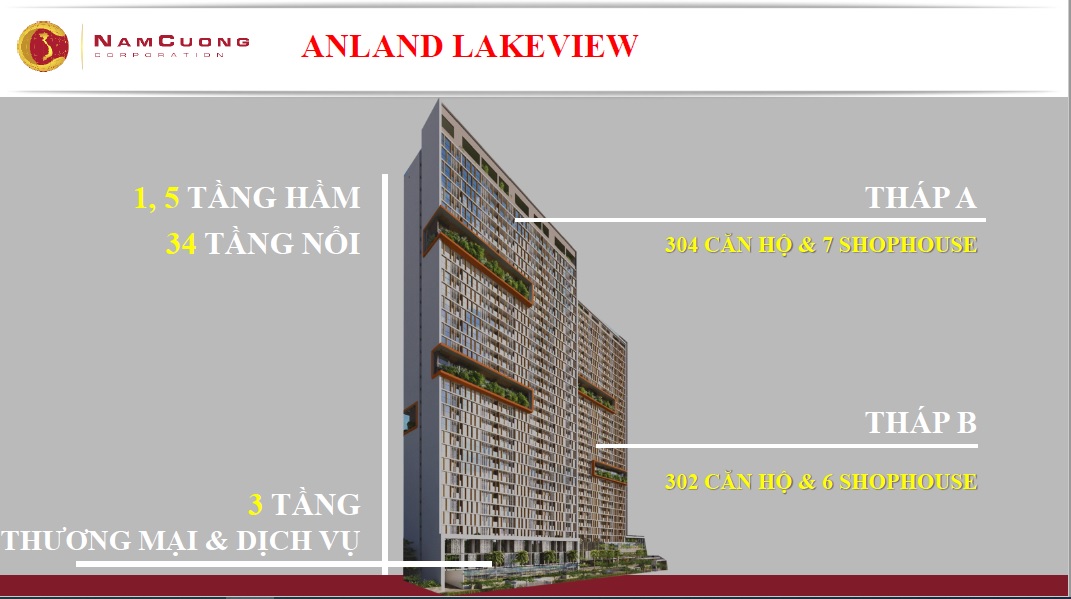 NAMCUONG
CORPORATION
ANLAND LAKEVIEW
1, 5 TẦNG HẦM
34 TẦNG NỔI
THÁP A
304 CĂN HỘ & 7 SHOPHOUSE
THÁP B
302 CĂN HỘ & 6 SHOPHOUSE
3 TẦNG
THƯƠNG MẠI & DỊCH VỤ